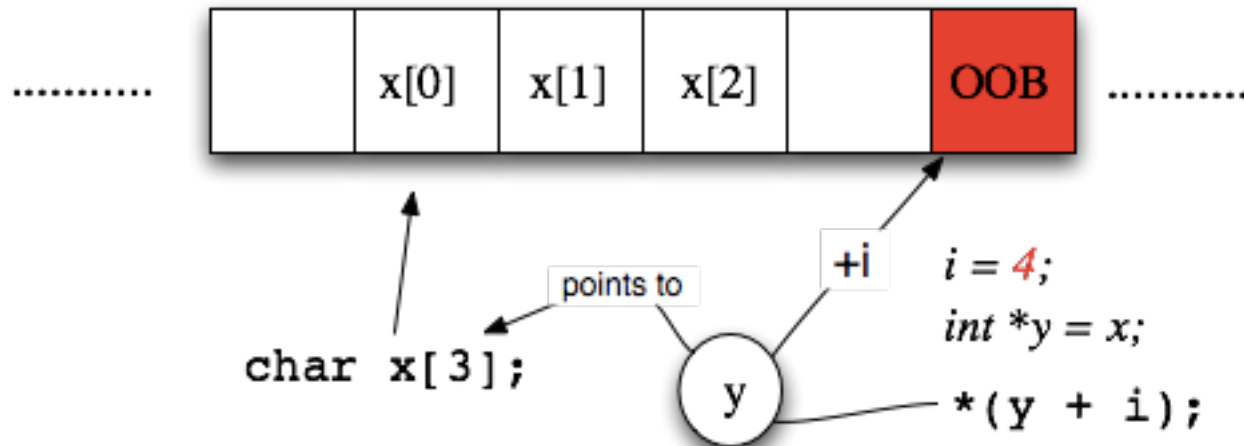 ........... x[0] x[1] x[2] OOB ...........
+i
i = 4;
points to
int *y = x;
char x[3];
y
*(y + i);